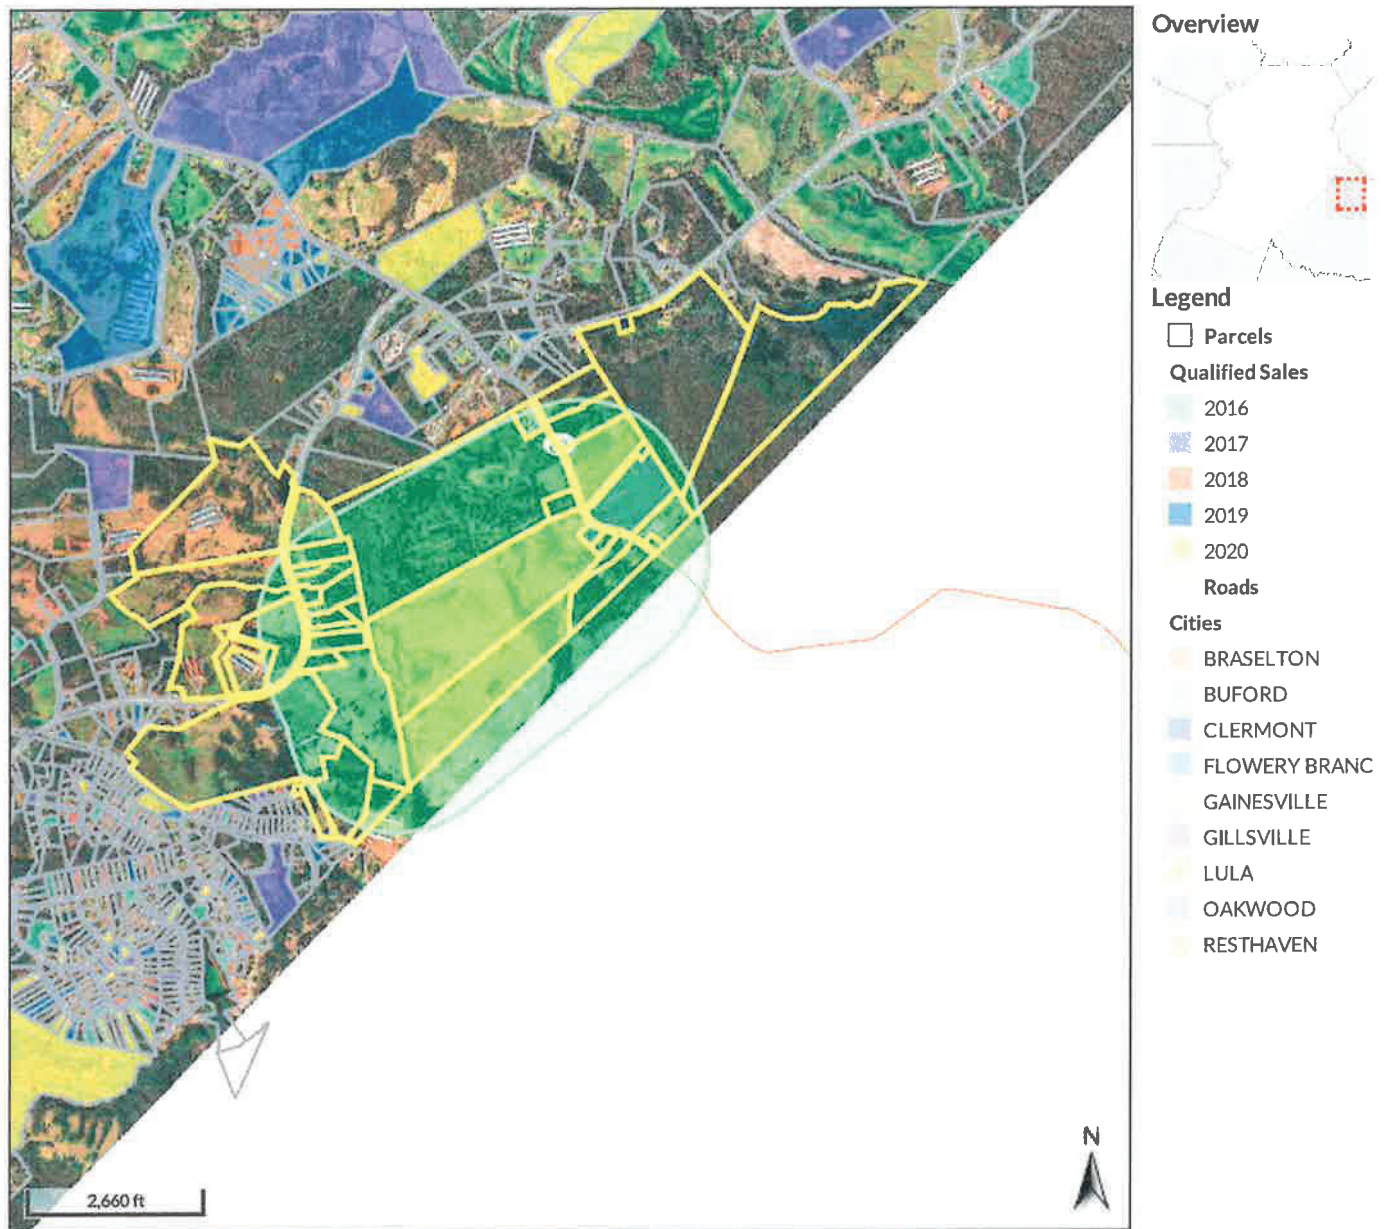 Overview
Legend
Parcels
Qualified Sales
2016
2017
2018
2019
2020
Roads
Cities
BRASELTON
BUFORD
CLERMONT
FLOWERY BRANC
GAINESVILLE
GILLSVILLE
LULA
OAKWOOD
RESTHAVEN
N
2,660 ft